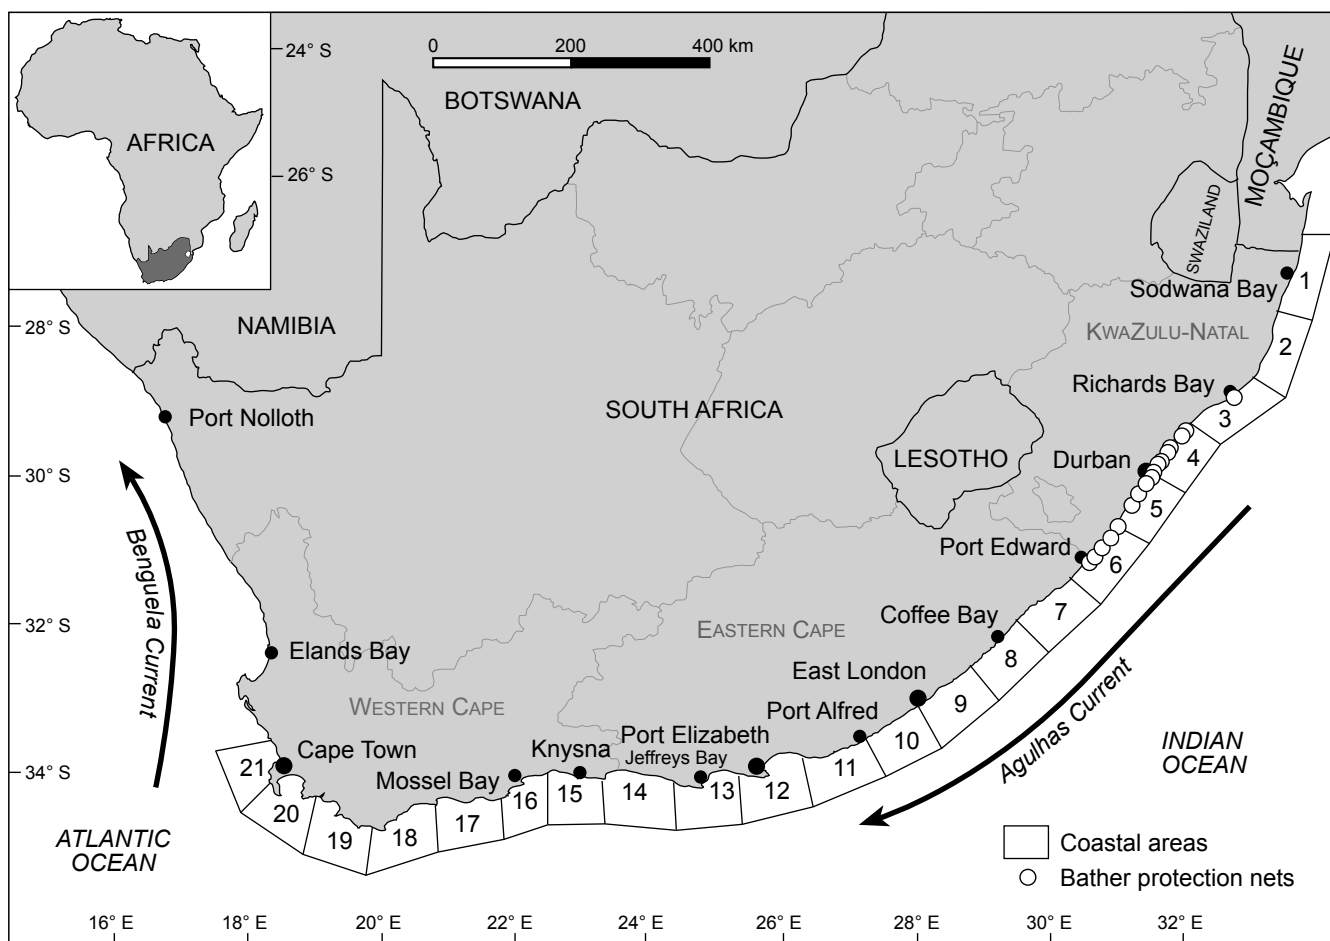 24° S
26° S
28° S
30° S
32° S
34° S
0 200 400 km
AFRICA
BOTSWANA
MOÇAMBIQUE
SWAZILAND
NAMIBIA
Sodwana Bay
KWAZULU-NATAL
Richards Bay
Port Nolloth
SOUTH AFRICA
LESOTHO
Durban
Port Edward
Benguela Current
Coffee Bay
EASTERN CAPE
Elands Bay
East London
WESTERN CAPE
Port Alfred
Agulhas Current
Port Elizabeth
Jeffreys Bay
Knysna
Cape Town
Mossel Bay
INDIAN
OCEAN
ATLANTIC
OCEAN
1
2
3
4
5
6
7
8
9
10
11
12
13
14
15
16
17
18
19
20
21
Coastal areas
Bather protection nets
16° E 18° E 20° E 22° E 24° E 26° E 28° E 30° E 32° E